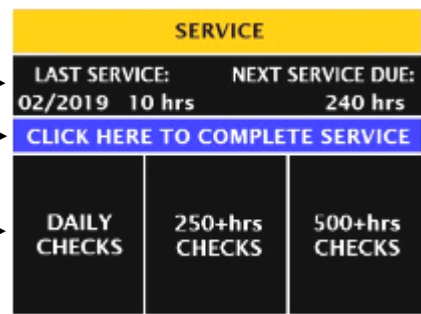 SERVICE
LAST SERVICE: NEXT SERVICE DUE:
02/2019 10 hrs 240 hrs
CLICK HERE TO COMPLETE SERVICE
DAILY CHECKS
250+hrs CHECKS
500+hrs CHECKS